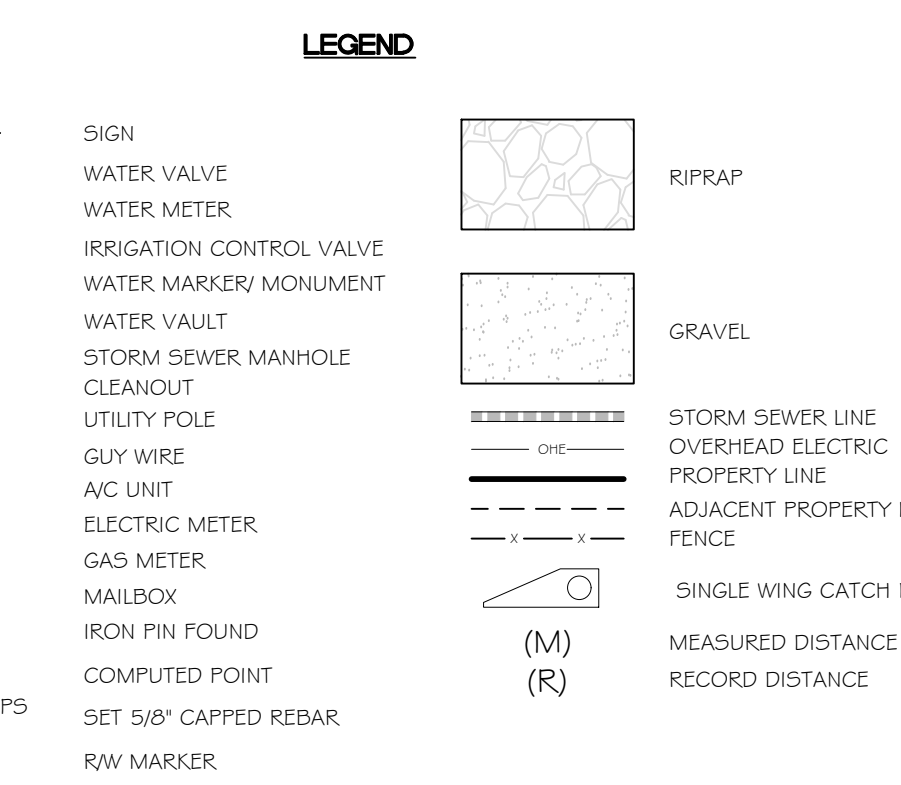 LEGEND
SIGN
WATER VALVE
WATER METER
IRRIGATION CONTROL VALVE
WATER MARKER/ MONUMENT
WATER VAULT
STORM SEWER MANHOLE
CLEANOUT
UTILITY POLE
GUY WIRE
A/C UNIT
ELECTRIC METER
GAS METER
MAILBOX
IRON PIN FOUND
COMPUTED POINT
PS SET 5/8" CAPPED REBAR
R/W MARKER
RIPRAP
GRAVEL
STORM SEWER LINE
OHE OVERHEAD ELECTRIC
PROPERTY LINE
ADJACENT PROPERTY
X X FENCE
SINGLE WING CATCH
(M) MEASURED DISTANCE
(R) RECORD DISTANCE